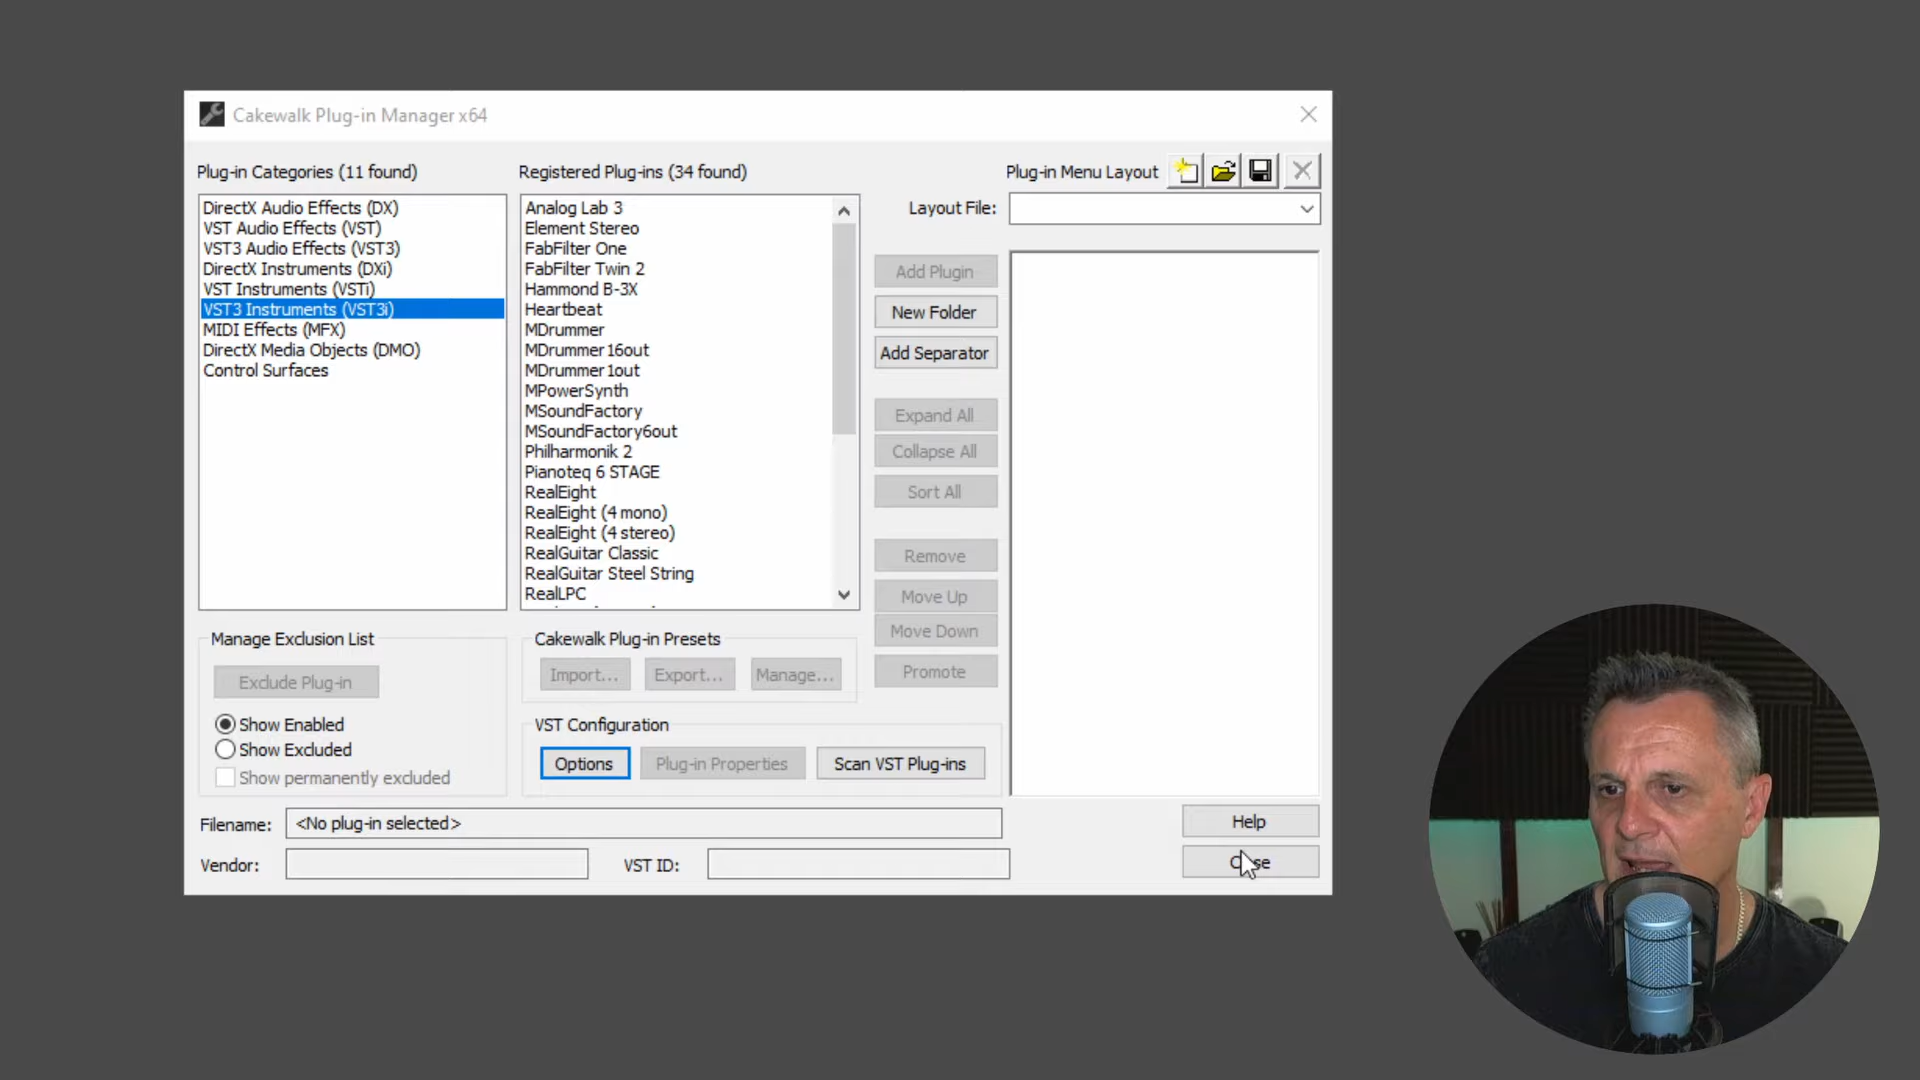 Cakewalk Plug-in Manager x64
Plug-in Categories (11 found)
DirectX Audio Effects (DX)
VST Audio Effects (VST)
VST3 Audio Effects (VST3)
DirectX Instruments (DXi)
VST Instruments (VSTi)
VST3 Instruments (VST3i)
MIDI Effects (MFX)
DirectX Media Objects (DMO)
Control Surfaces
Registered Plug-ins (34 found)
Analog Lab 3
Element Stereo
FabFilter One
FabFilter Twin 2
Hammond B-3X
Heartbeat
MDrummer
MDrummer16out
MDrummer1out
MPowerSynth
MSoundFactory
MSoundFactory6out
Philharmonik 2
Pianoteq 6 STAGE
RealEight
RealEight (4 mono)
RealEight (4 stereo)
RealGuitar Classic
RealGuitar Steel String
RealLPC
Plug-in Menu Layout
Layout File:
Add Plugin
New Folder
Add Separator
Expand All
Collapse All
Sort All
Remove
Move Up
Move Down
Promote
Manage Exclusion List
Exclude Plug-in
Show Enabled
Show Excluded
Show permanently excluded
Cakewalk Plug-in Presets
Import...
Export...
Manage...
VST Configuration
Options
Plug-in Properties
Scan VST Plug-ins
Filename:
<No plug-in selected>
Vendor:
VST ID:
Help
Close